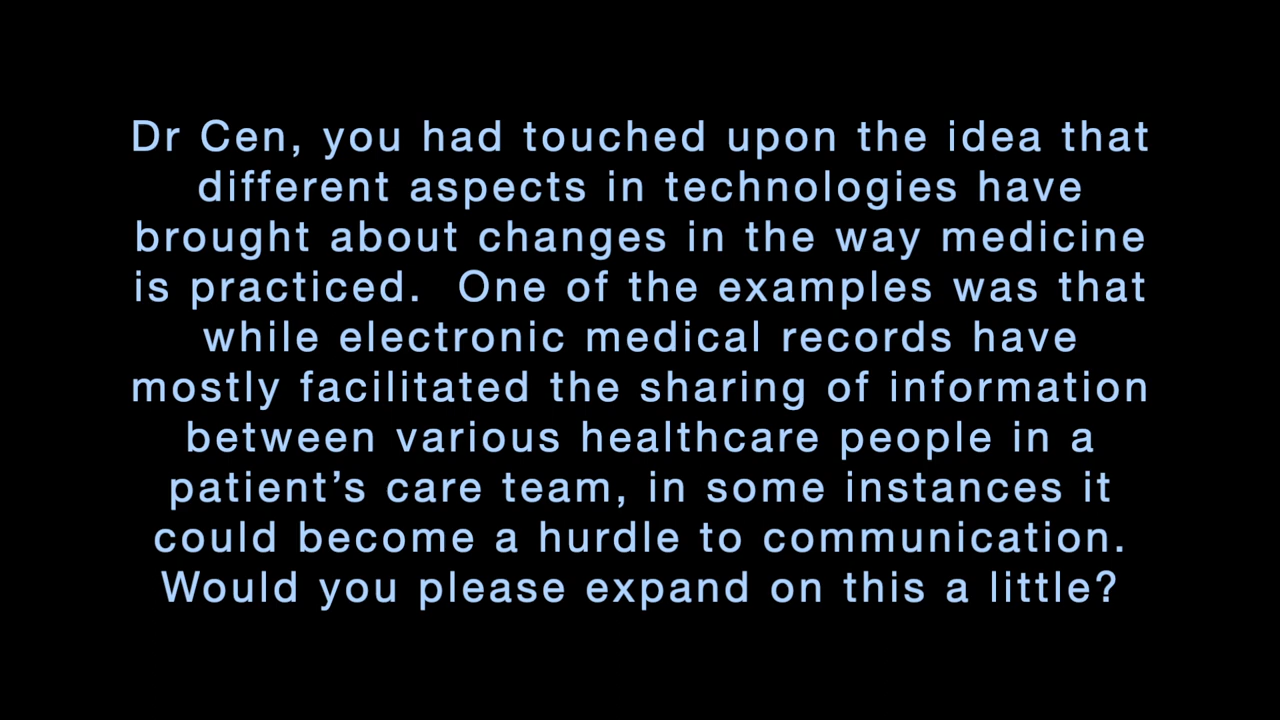 Dr Cen, you had touched upon the idea that
different aspects in technologies have
brought about changes in the way medicine
is practiced.  One of the examples was that
while electronic medical records have
mostly facilitated the sharing of information
between various healthcare people in a
patient’s care team, in some instances it
could become a hurdle to communication.
Would you please expand on this a little?